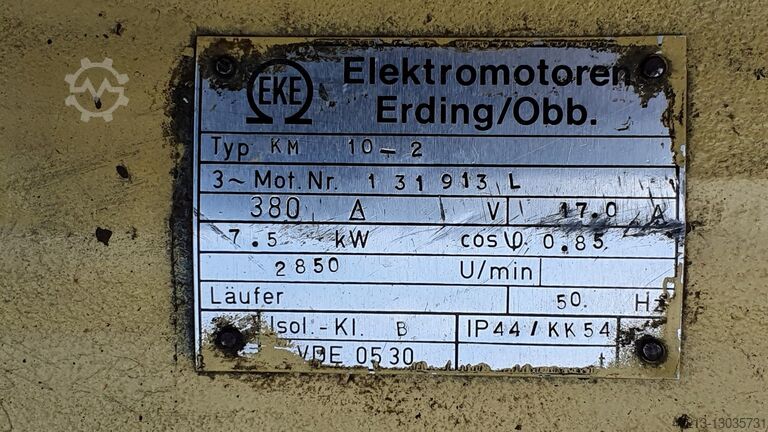 EKE Elektromotoren
Erding/Obb.
Typ KM 10-2
3~ Mot. Nr. 131913 L
380 Δ V 17.0 A
7.5 kW cos φ 0.85
2850 U/min
Läufer 50. Hz
Isol.-Kl. B IP44/KK54
VDE 0530 t
-13035731